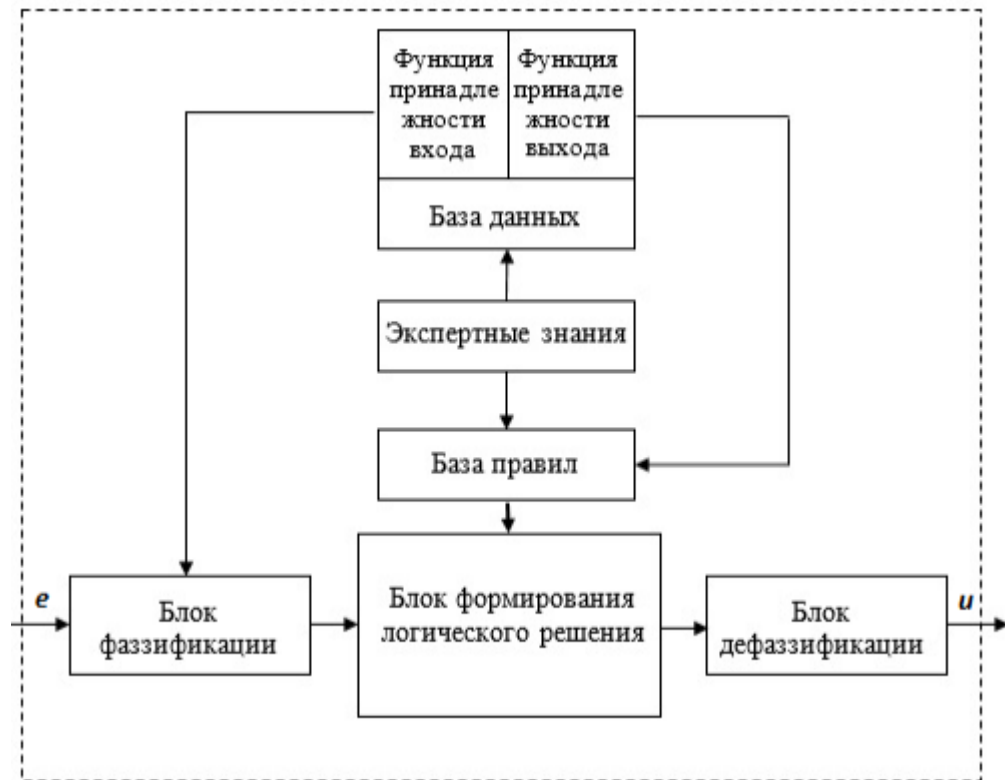 Функция
принадле
жности
входа
Функция
принадле
жности
выхода
База данных
Экспертные знания
База правил
e
Блок
фаззификации
Блок формирования
логического решения
Блок
дефаззификации
u